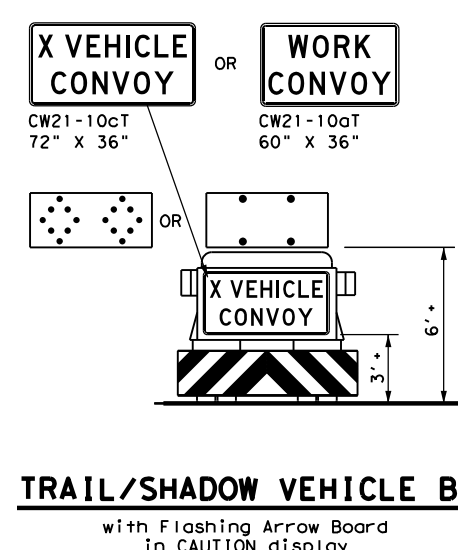 X VEHICLE
CONVOY
OR
WORK
CONVOY
CW21-10cT
72" X 36"
CW21-10aT
60" X 36"
OR
X VEHICLE
CONVOY
6' +
3' +
TRAIL/SHADOW VEHICLE B
with Flashing Arrow Board
in CAUTION display